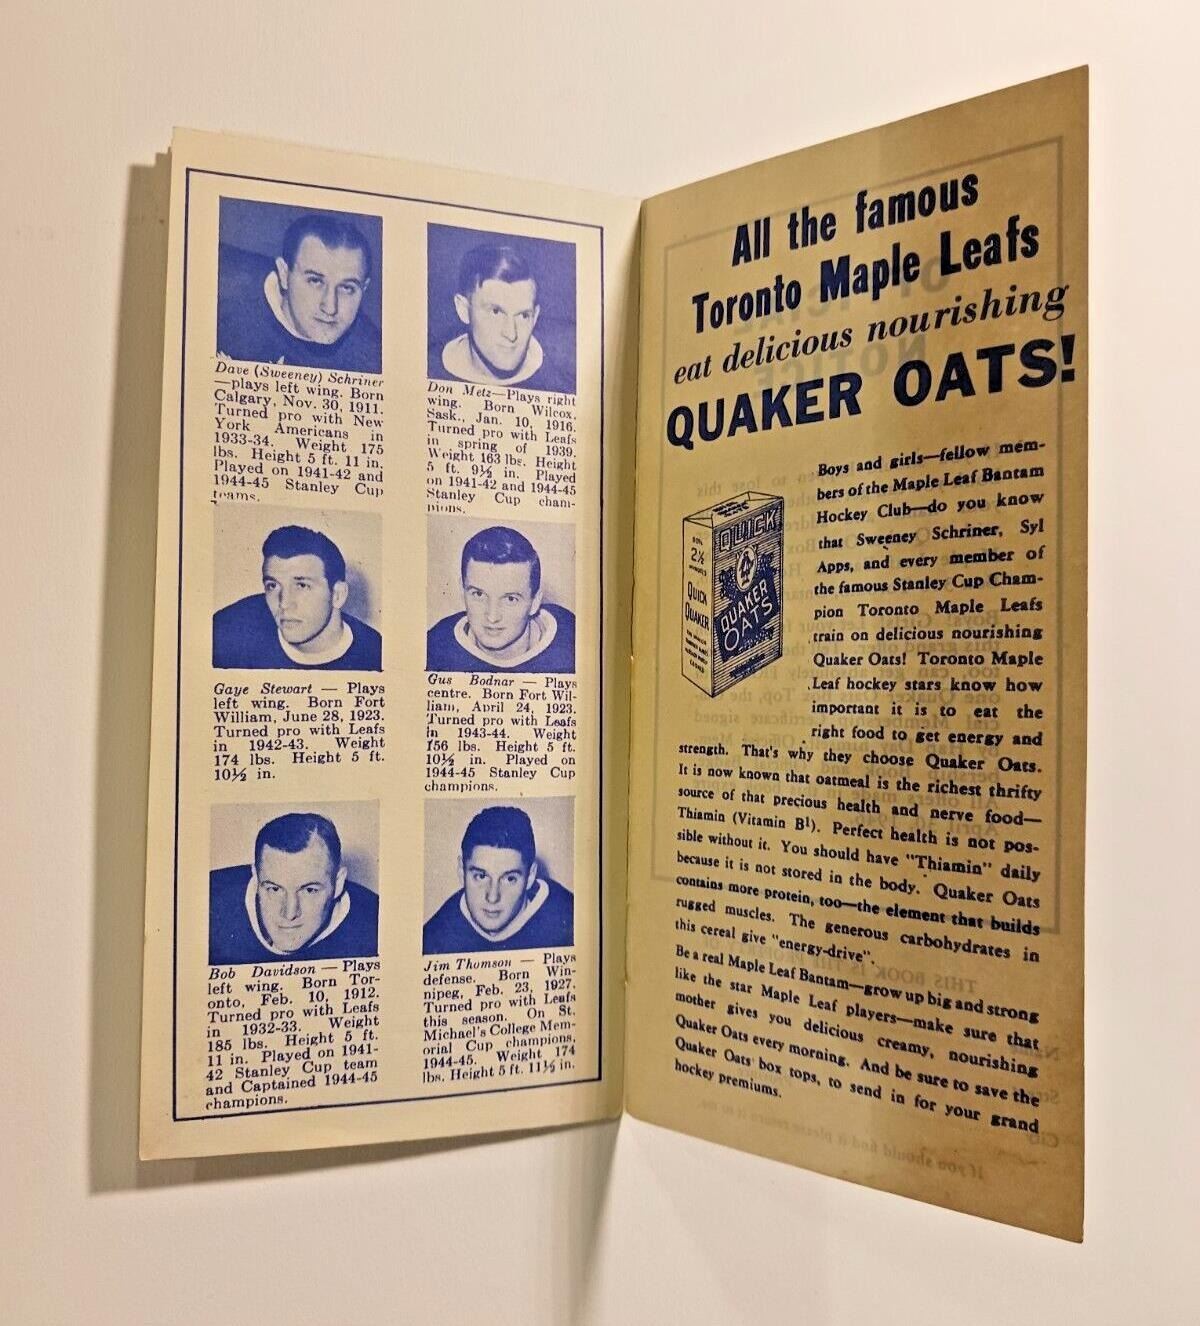 Dave (Sweeney) Schriner
—plays left wing. Born
Calgary, Nov. 30, 1911.
Turned pro with New
York Americans in
1933-34. Weight 175
lbs. Height 5 ft. 11 in.
Played on 1941-42 and
1944-45 Stanley Cup
teams.
Don Metz—Plays right
wing. Born Wilcox,
Sask., Jan. 10, 1916.
Turned pro with Leafs
in spring of 1939.
Weight 163 lbs. Height
5 ft. 9½ in. Played
on 1941-42 and 1944-45
Stanley Cup cham-
pions.
Gaye Stewart — Plays
left wing. Born Fort
William, June 28, 1923.
Turned pro with Leafs
in 1942-43. Weight
174 lbs. Height 5 ft.
10½ in.
Gus Bodnar — Plays
centre. Born Fort Wil-
liam, April 24, 1923.
Turned pro with Leafs
in 1943-44. Weight
156 lbs. Height 5 ft.
10½ in. Played on
1944-45 Stanley Cup
champions.
Bob Davidson — Plays
left wing. Born Tor-
onto, Feb. 10, 1912.
Turned pro with Leafs
in 1932-33. Weight
185 lbs. Height 5 ft.
11 in. Played on 1941-
42 Stanley Cup team
and Captained 1944-45
champions.
Jim Thomson — Plays
defense. Born Win-
nipeg, Feb. 23, 1927.
Turned pro with Leafs
this season. On St.
Michael's College Mem-
orial Cup champions,
1944-45. Weight 174
lbs. Height 5 ft. 11½ in.
All the famous
Toronto Maple Leafs
eat delicious nourishing
QUAKER OATS!
QUICK
QUAKER
OATS
2½
QUICK
QUAKER
Boys and girls—fellow mem-
bers of the Maple Leaf Bantam
Hockey Club—do you know
that Sweeney Schriner, Syl
Apps, and every member of
the famous Stanley Cup Cham-
pion Toronto Maple Leafs
train on delicious nourishing
Quaker Oats! Toronto Maple
Leaf hockey stars know how
important it is to eat the
right food to get energy and
strength. That's why they choose Quaker Oats.
It is now known that oatmeal is the richest thrifty
source of that precious health and nerve food—
Thiamin (Vitamin B¹). Perfect health is not pos-
sible without it. You should have "Thiamin" daily
because it is not stored in the body. Quaker Oats
contains more protein, too—the element that builds
rugged muscles. The generous carbohydrates in
this cereal give "energy-drive".
Be a real Maple Leaf Bantam—grow up big and strong
like the star Maple Leaf players—make sure that
mother gives you delicious creamy, nourishing
Quaker Oats every morning. And be sure to save the
Quaker Oats box tops, to send in for your grand
hockey premiums.